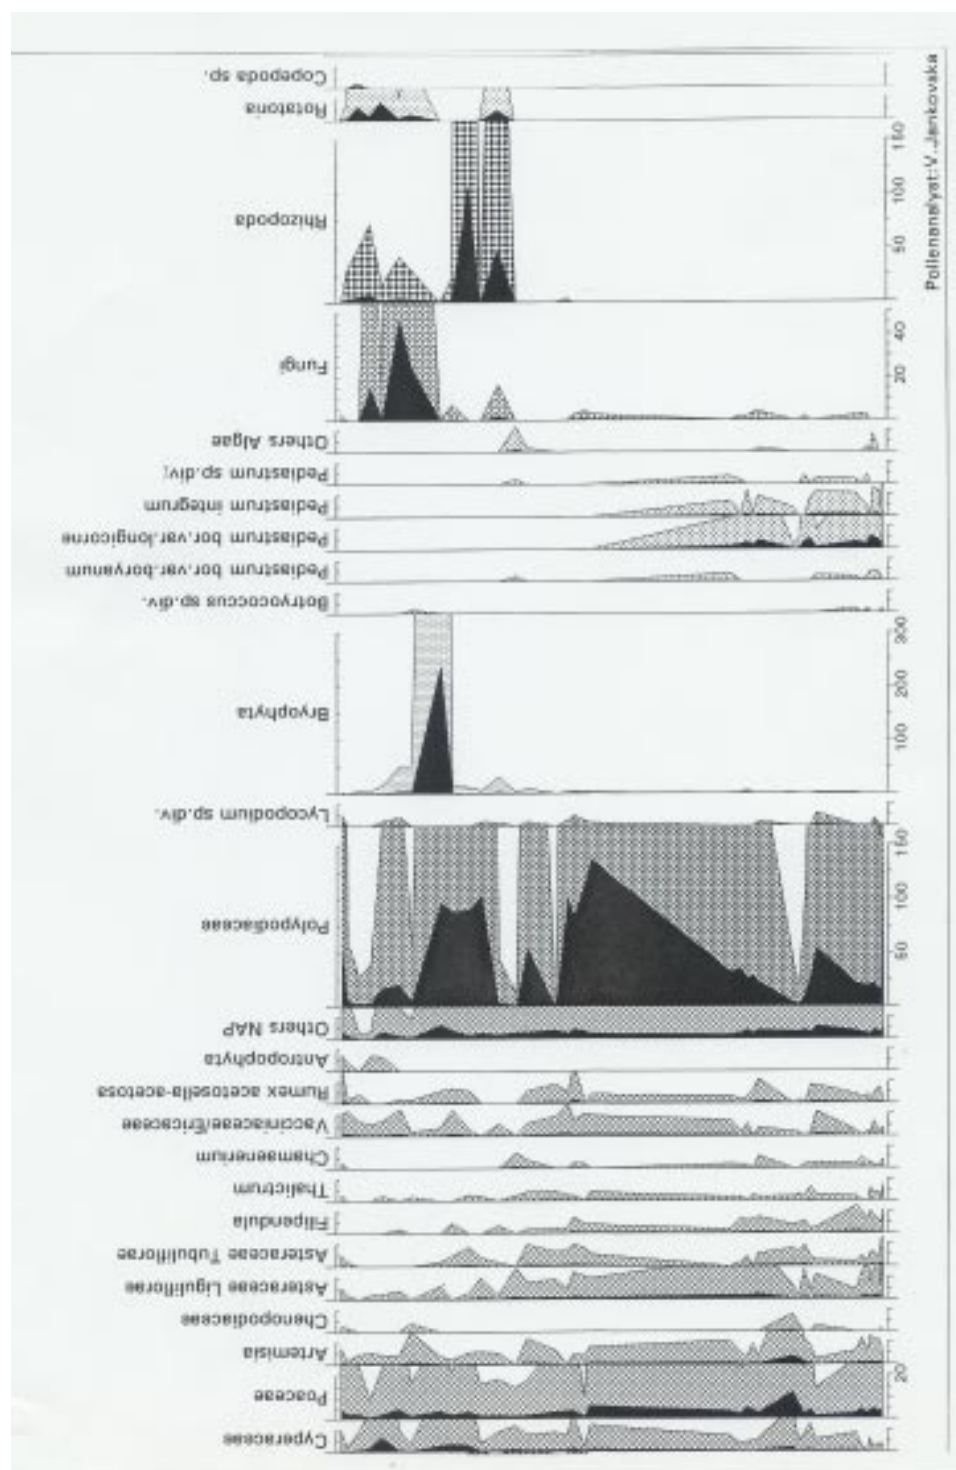 Copepoda sp.
Rotatoria
Rhizopoda
50
100
150
Fungi
20
40
Others Algae
Pediastrum sp.div.
Pediastrum integrum
Pediastrum bor.var.longicorne
Pediastrum bor.var.boryanum
Botryococcus sp.div.
Bryophyta
100
200
300
Lycopodium sp.div.
Polypodiaceae
50
100
150
Others NAP
Antropophyta
Rumex acetosella-acetosa
Vacciniaceae/Ericaceae
Chamaenerium
Thalictrum
Filipendula
Asteraceae Tubuliflorae
Asteraceae Liguliflorae
Chenopodiaceae
Artemisia
Poaceae
20
Cyperaceae
Pollenanalyst:V.Jankovska